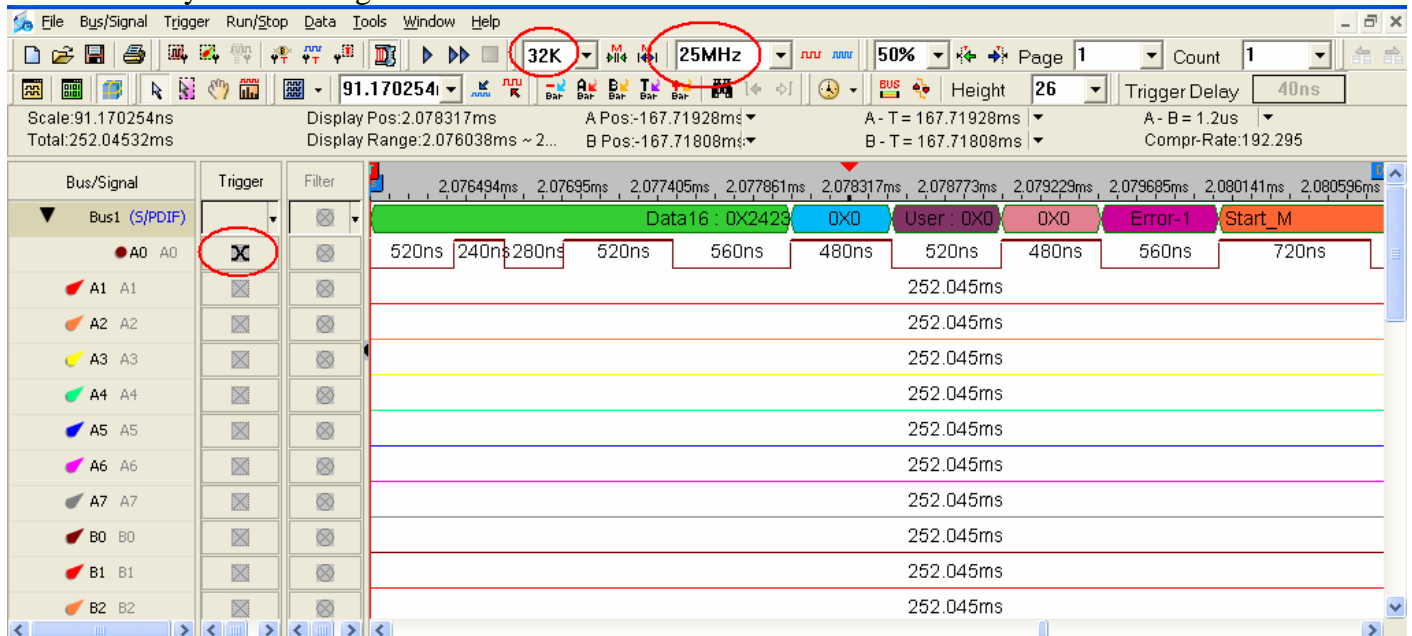 File Bus/Signal Trigger Run/Stop Data Tools Window Help
32K 25MHz 50% Page 1 Count 1
91.170254 Height 26 Trigger Delay 40ns
Scale:91.170254ns Display Pos:2.078317ms A Pos:-167.71928ms A - T = 167.71928ms A - B = 1.2us
Total:252.04532ms Display Range:2.076038ms ~ 2... B Pos:-167.71808ms B - T = 167.71808ms Compr-Rate:192.295
Bus/Signal Trigger Filter 2.076494ms 2.07695ms 2.077405ms 2.077861ms 2.078317ms 2.078773ms 2.079229ms 2.079685ms 2.080141ms 2.080596ms
Bus1 (S/PDIF) Data16 : 0X2423 0X0 User : 0X0 0X0 Error-1 Start_M
A0 A0 520ns 240ns 280ns 520ns 560ns 480ns 520ns 480ns 560ns 720ns
A1 A1 252.045ms
A2 A2 252.045ms
A3 A3 252.045ms
A4 A4 252.045ms
A5 A5 252.045ms
A6 A6 252.045ms
A7 A7 252.045ms
B0 B0 252.045ms
B1 B1 252.045ms
B2 B2 252.045ms